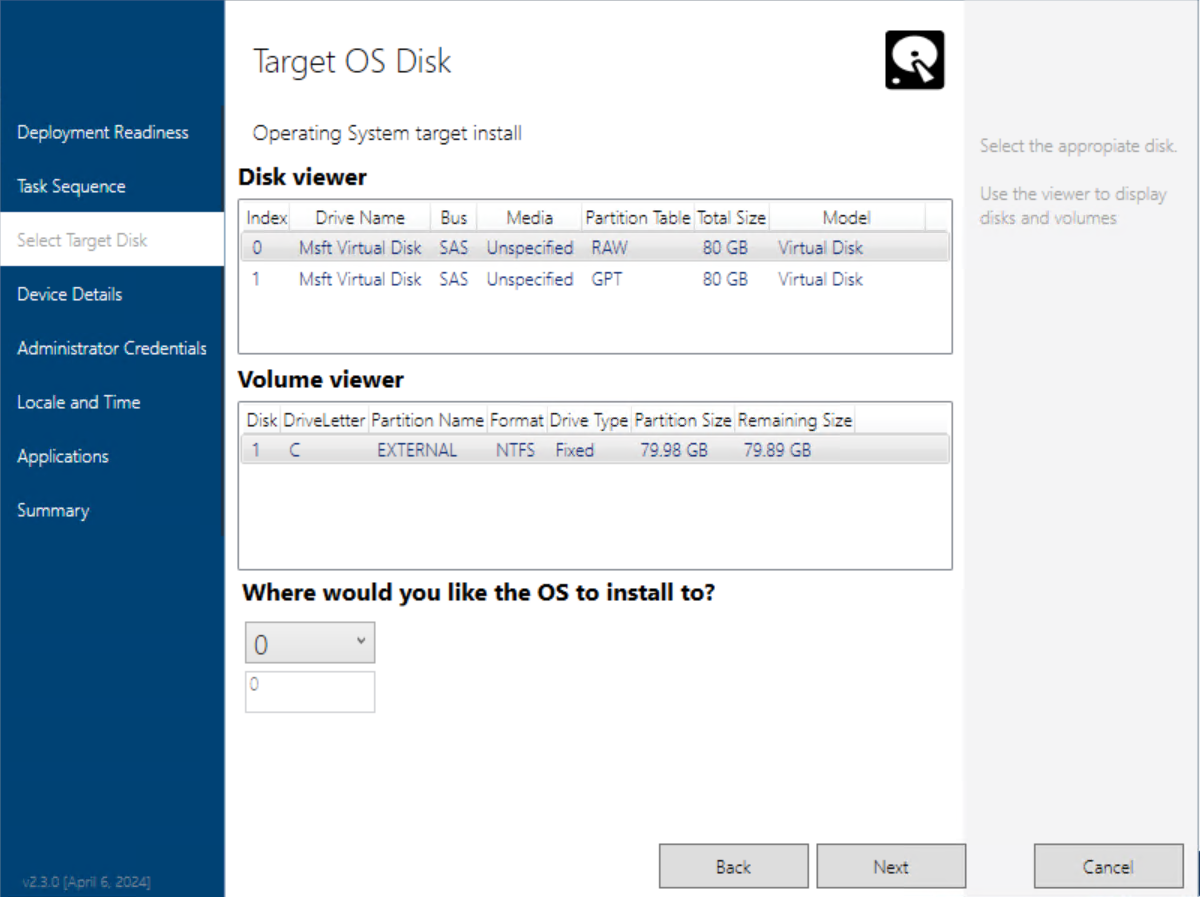 Target OS Disk
Operating System target install
Deployment Readiness
Task Sequence
Select Target Disk
Device Details
Administrator Credentials
Locale and Time
Applications
Summary
v2.3.0 [April 6, 2024]
Disk viewer
Index Drive Name Bus Media Partition Table Total Size Model
0 Msft Virtual Disk SAS Unspecified RAW 80 GB Virtual Disk
1 Msft Virtual Disk SAS Unspecified GPT 80 GB Virtual Disk
Volume viewer
Disk DriveLetter Partition Name Format Drive Type Partition Size Remaining Size
1 C EXTERNAL NTFS Fixed 79.98 GB 79.89 GB
Where would you like the OS to install to?
0
0
Select the appropiate disk.
Use the viewer to display
disks and volumes
Back Next Cancel